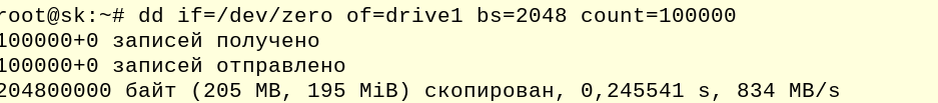 root@sk:~# dd if=/dev/zero of=drive1 bs=2048 count=100000
100000+0 записей получено
100000+0 записей отправлено
204800000 байт (205 MB, 195 MiB) скопирован, 0,245541 s, 834 MB/s